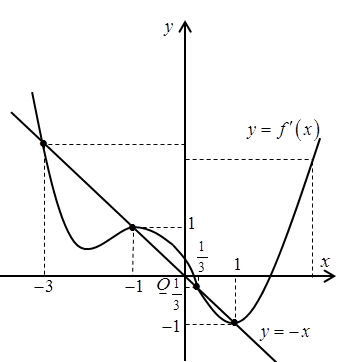 y
y = f′(x)
1
1/3
1
x
−3
−1
O
−1/3
−1
y = −x